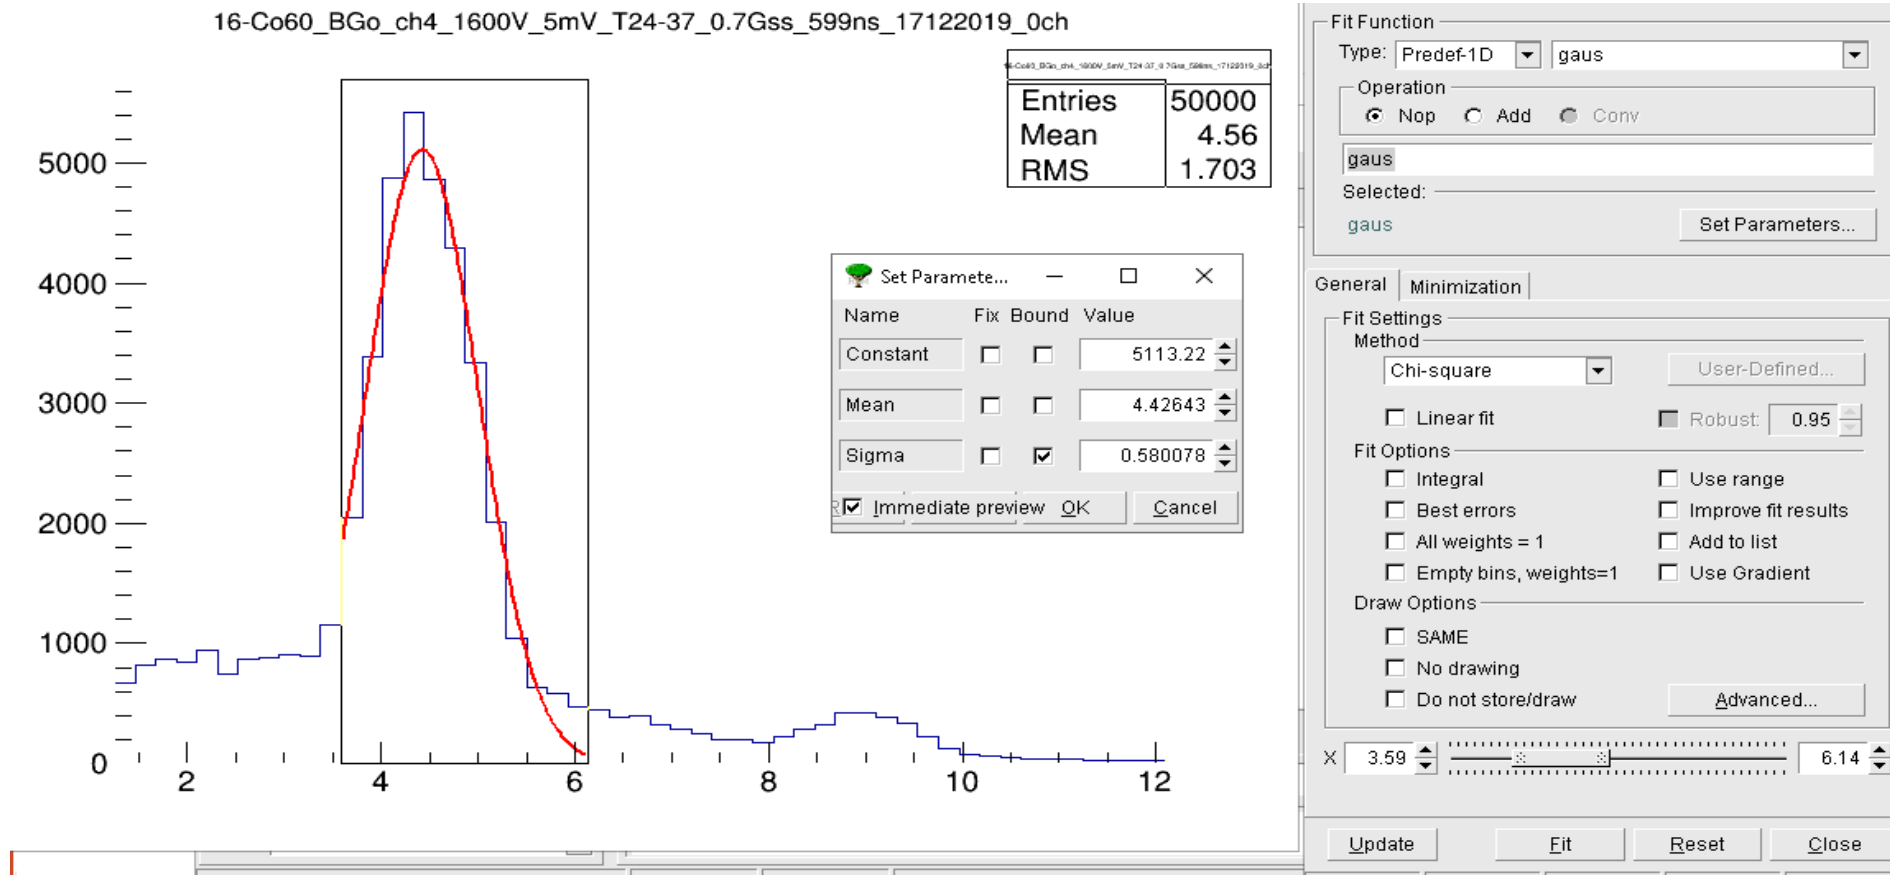 16-Co60_BGo_ch4_1600V_5mV_T24-37_0.7Gss_599ns_17122019_0ch
16-Co60_BGo_ch4_1600V_5mV_T24-37_0.7Gss_599ns_17122019_0ch
Entries 50000
Mean 4.56
RMS 1.703
5000
4000
3000
2000
1000
0
2 4 6 8 10 12
Set Paramete...
Name Fix Bound Value
Constant 5113.22
Mean 4.42643
Sigma 0.580078
Immediate preview OK Cancel
Fit Function
Type: Predef-1D gaus
Operation
Nop Add Conv
gaus
Selected:
gaus Set Parameters...
General Minimization
Fit Settings
Method
Chi-square User-Defined...
Linear fit Robust: 0.95
Fit Options
Integral Use range
Best errors Improve fit results
All weights = 1 Add to list
Empty bins, weights=1 Use Gradient
Draw Options
SAME
No drawing
Do not store/draw Advanced...
X 3.59 6.14
Update Fit Reset Close